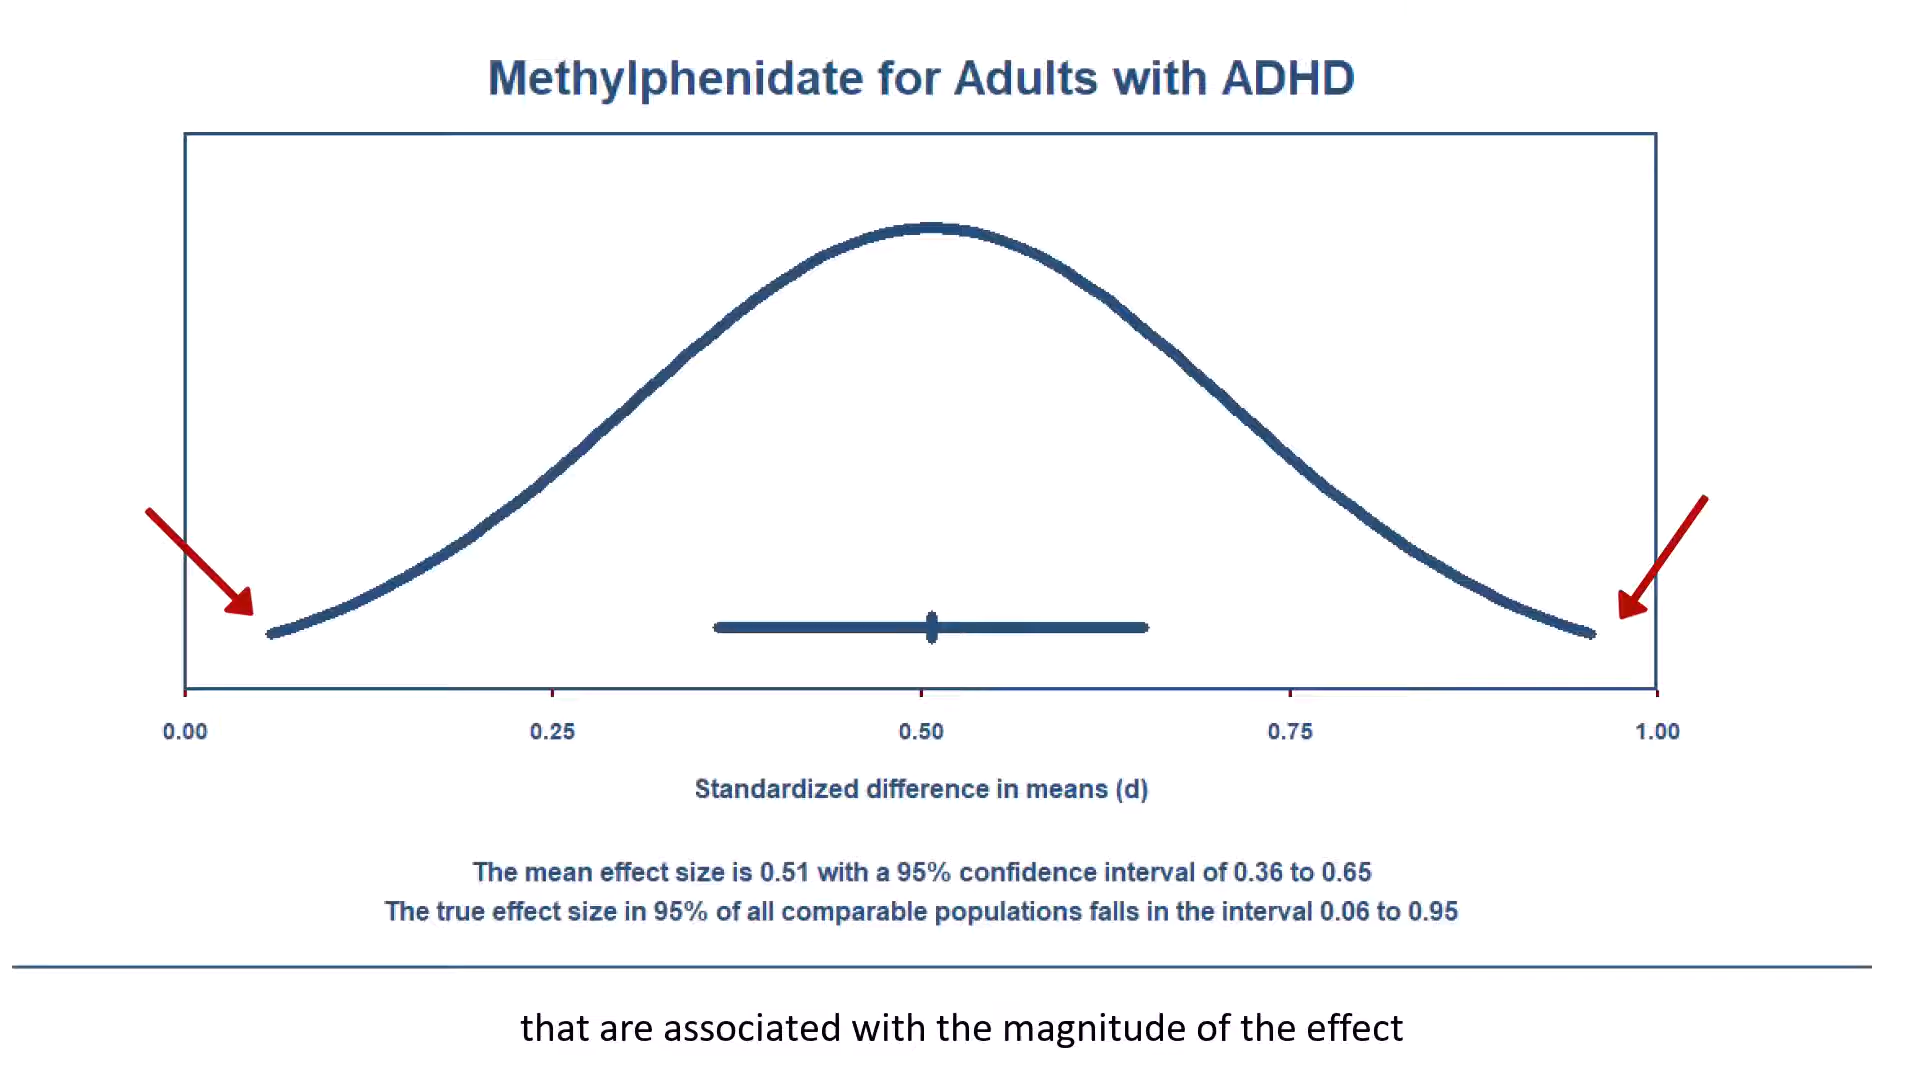 Methylphenidate for Adults with ADHD
0.00 0.25 0.50 0.75 1.00
Standardized difference in means (d)
The mean effect size is 0.51 with a 95% confidence interval of 0.36 to 0.65
The true effect size in 95% of all comparable populations falls in the interval 0.06 to 0.95
that are associated with the magnitude of the effect